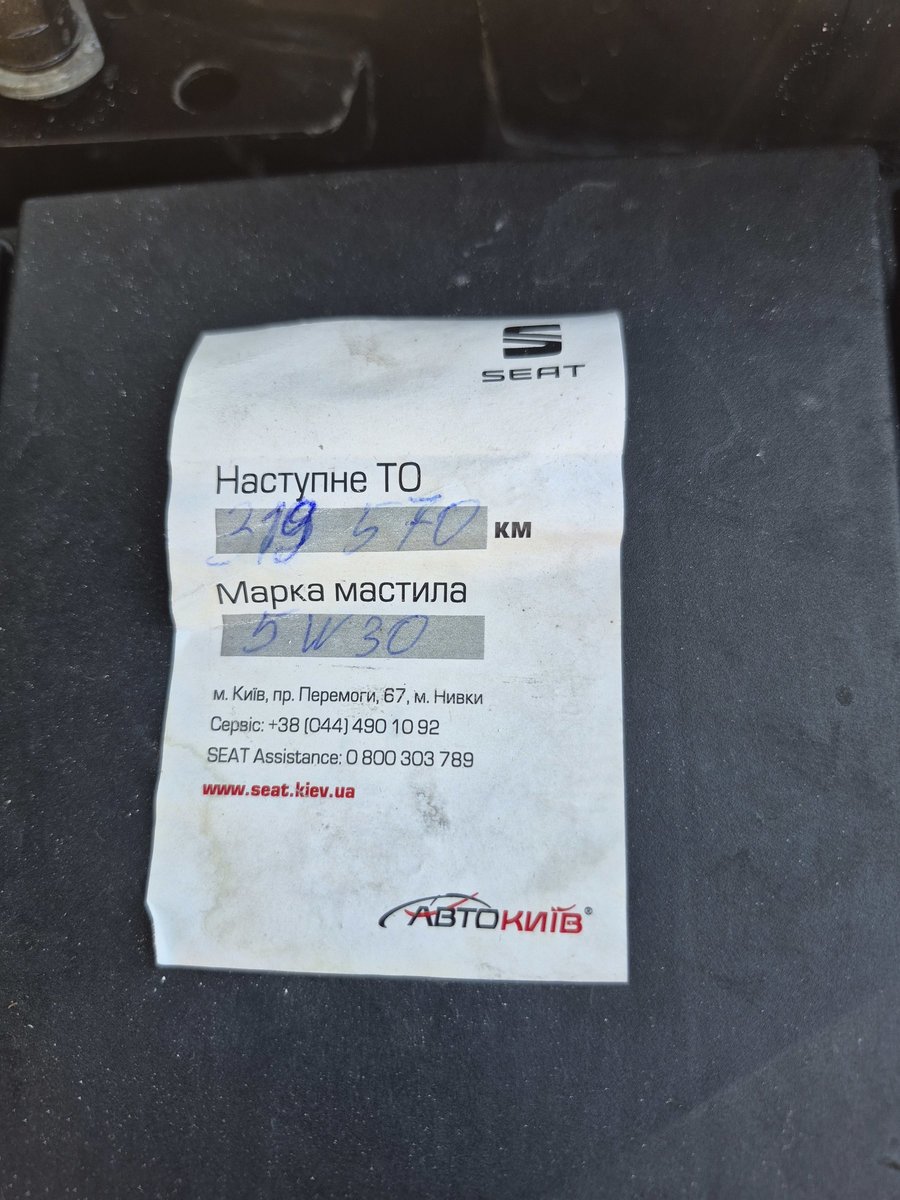 SEAT
Наступне ТО
219 570 км
Марка мастила
5W30
м. Київ, пр. Перемоги, 67, м. Нивки
Сервіс: +38 (044) 490 10 92
SEAT Assistance: 0 800 303 789
www.seat.kiev.ua
АВТОКИЇВ®